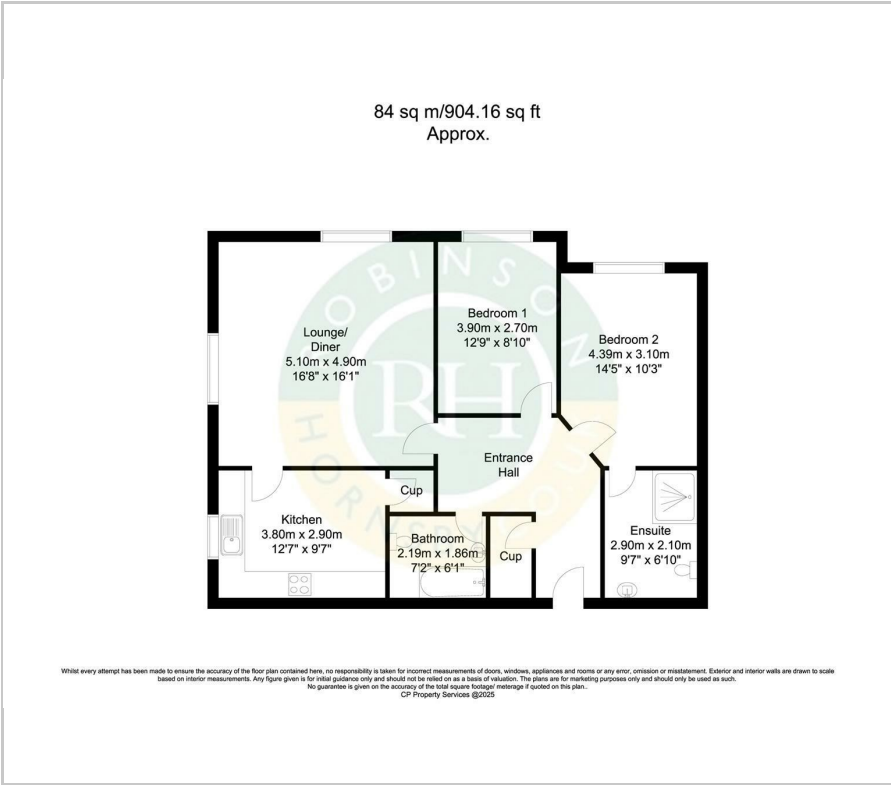 84 sq m/904.16 sq ft
Approx.
Lounge/
Diner
5.10m x 4.90m
16'8" x 16'1"
Bedroom 1
3.90m x 2.70m
12'9" x 8'10"
Bedroom 2
4.39m x 3.10m
14'5" x 10'3"
Entrance
Hall
Cup
Kitchen
3.80m x 2.90m
12'7" x 9'7"
Bathroom
2.19m x 1.86m
7'2" x 6'1"
Cup
Ensuite
2.90m x 2.10m
9'7" x 6'10"
ROBINSON
RH
HORNSBY
Whilst every attempt has been made to ensure the accuracy of the floor plan contained here, no responsibility is taken for incorrect measurements of doors, windows, appliances and rooms or any error, omission or misstatement. Exterior and interior walls are drawn to scale
based on interior measurements. Any figure given is for initial guidance only and should not be relied on as a basis of valuation. The plans are for marketing purposes only and should only be used as such.
No guarantee is given on the accuracy of the total square footage/ meterage if quoted on this plan..
CP Property Services @2025